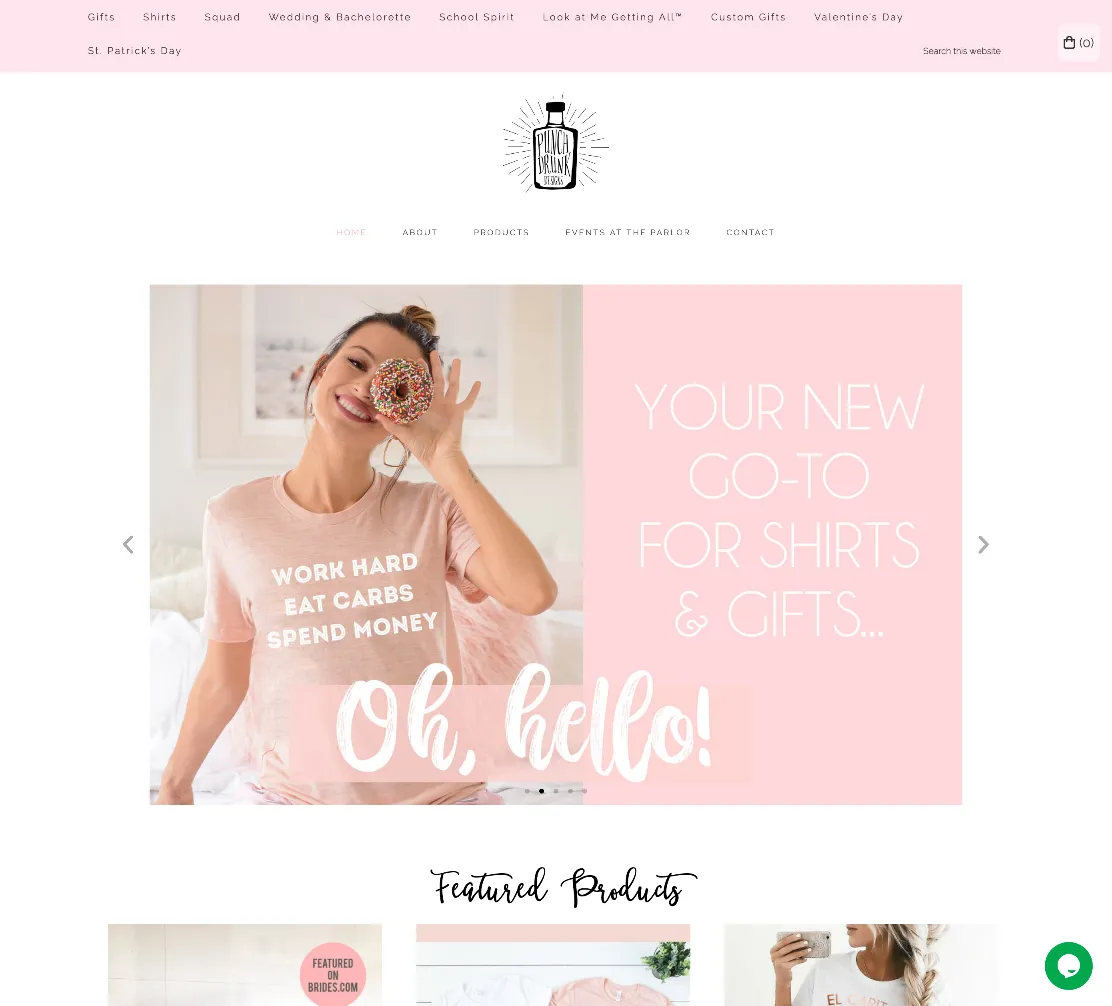 Gifts Shirts Squad Wedding & Bachelorette School Spirit Look at Me Getting All™ Custom Gifts Valentine's Day
St. Patrick's Day
Search this website
(0)
PUNCH
DRUNK
DESIGNS
HOME ABOUT PRODUCTS EVENTS AT THE PARLOR CONTACT
WORK HARD
EAT CARBS
SPEND MONEY
YOUR NEW
GO-TO
FOR SHIRTS
& GIFTS...
Oh, hello!
Featured Products
FEATURED
ON
BRIDES.COM
EL CAPIT